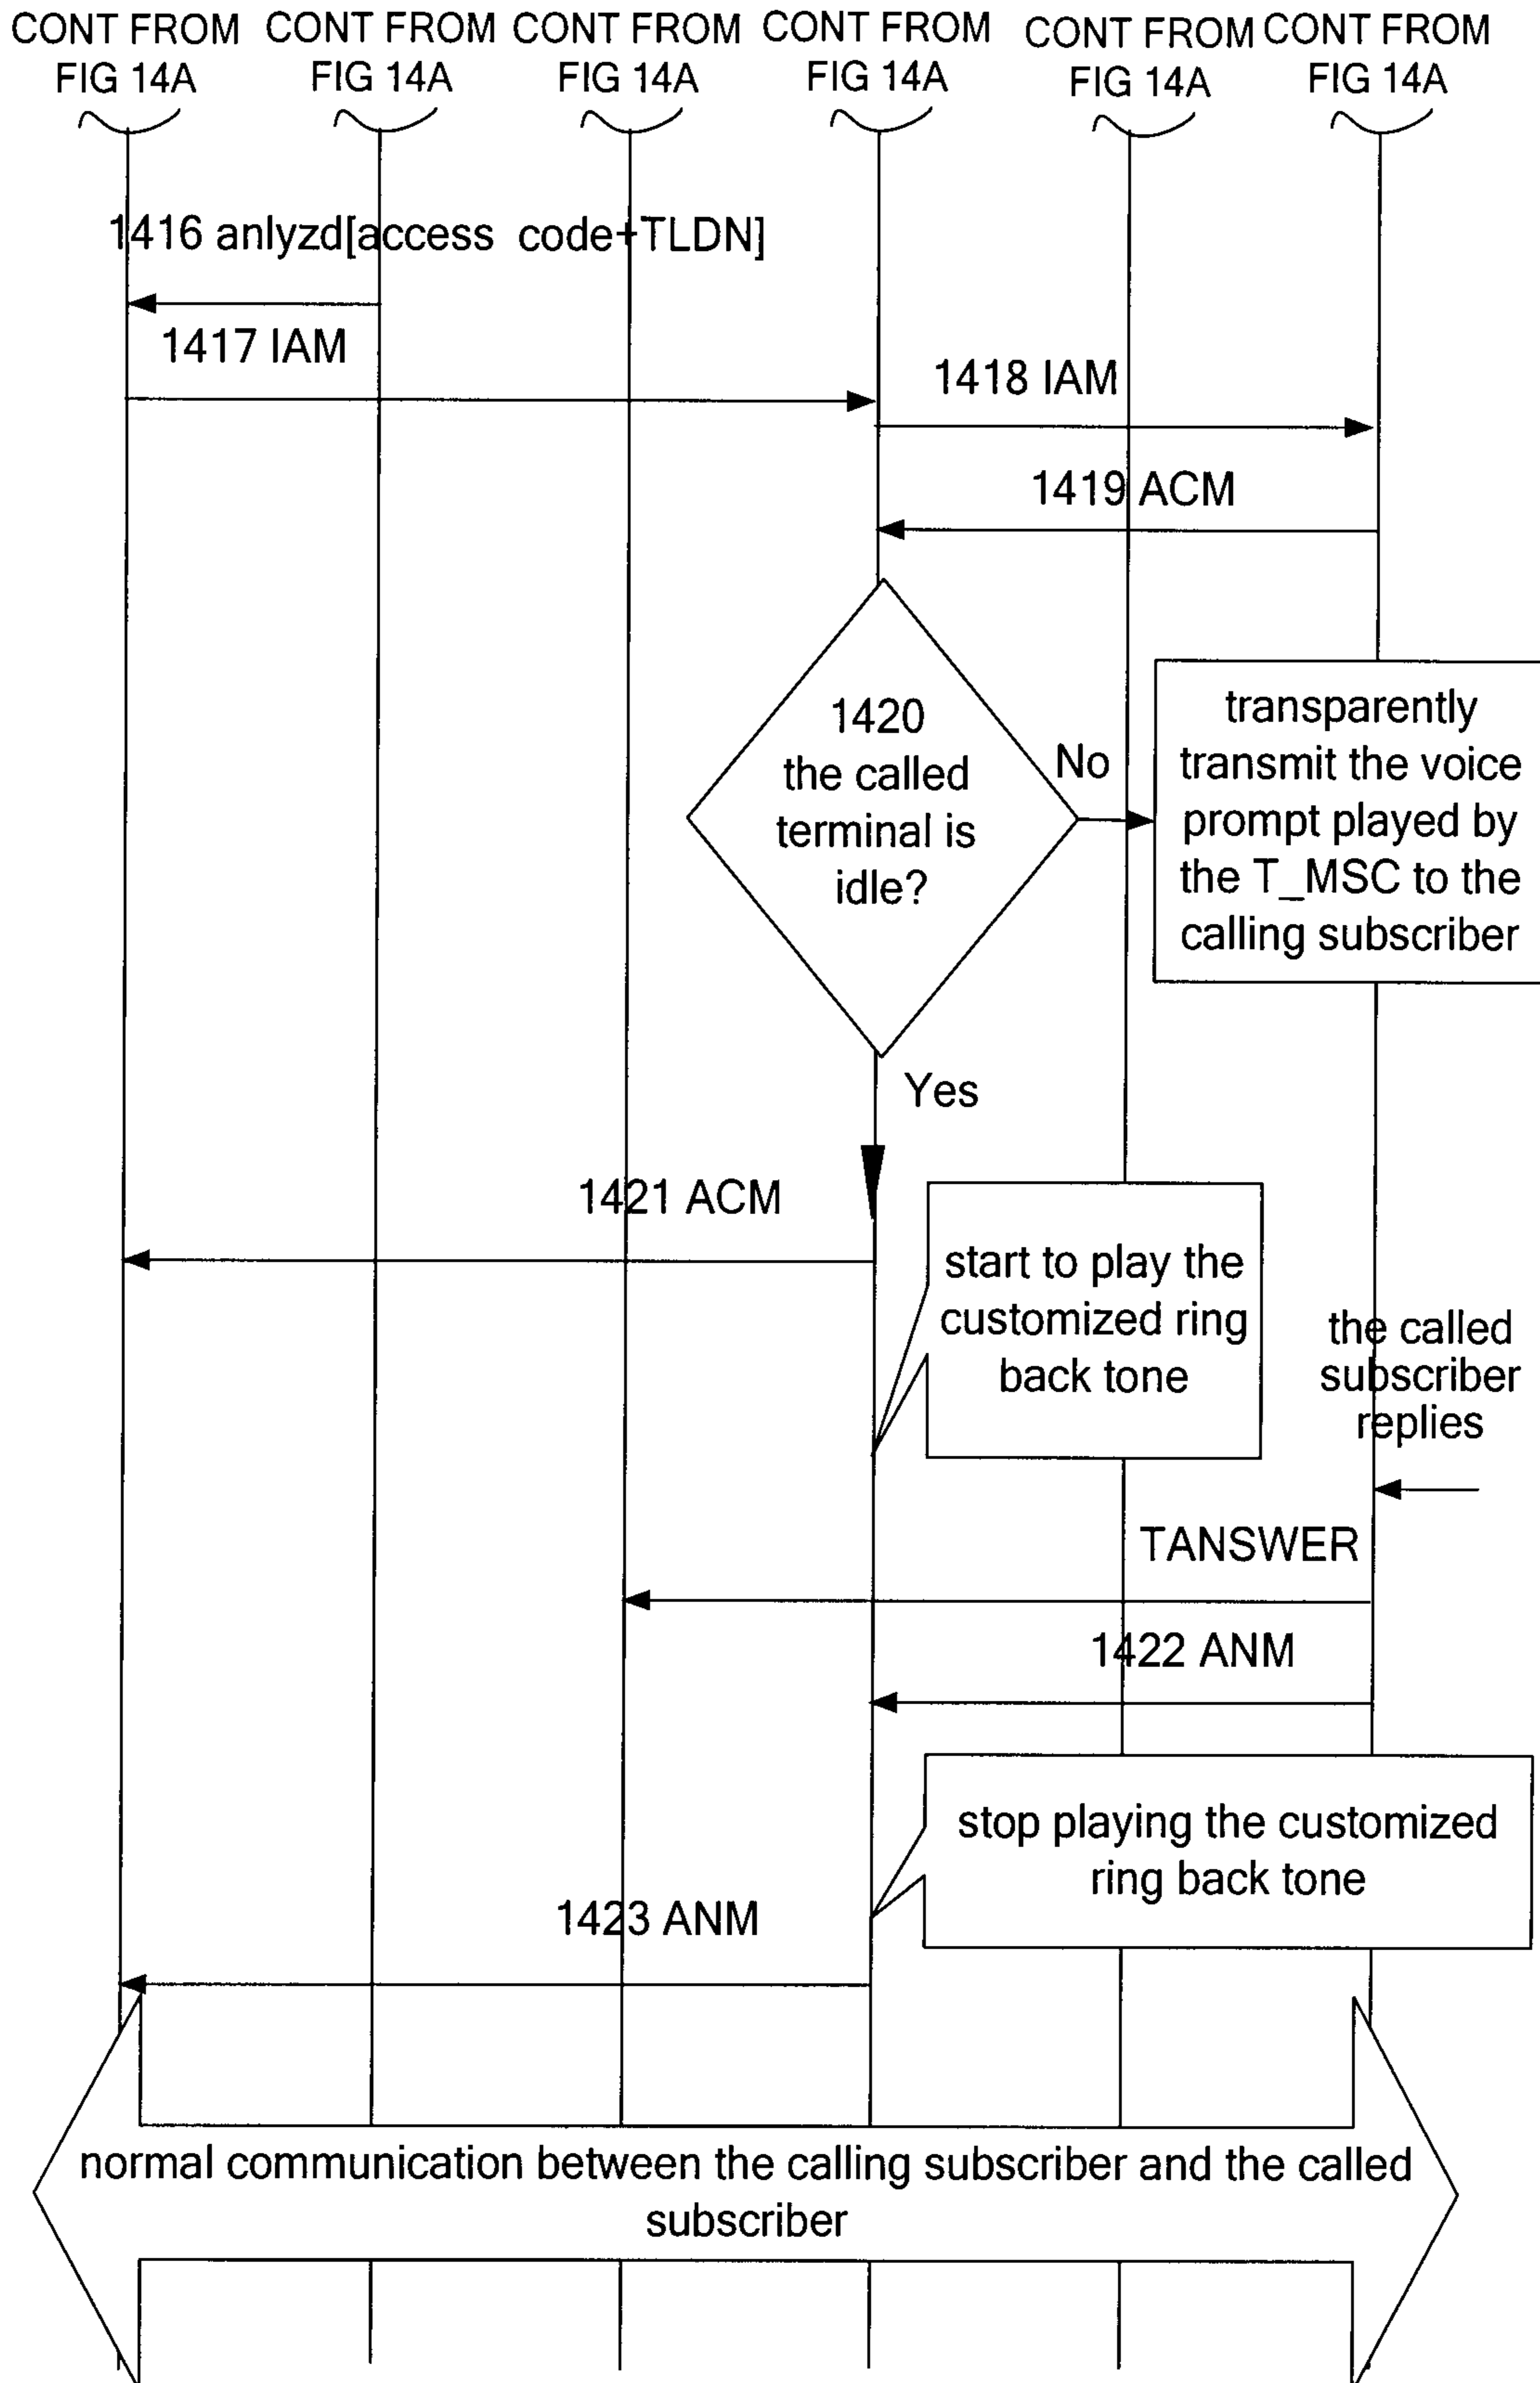 CONT FROM CONT FROM CONT FROM CONT FROM CONT FROM CONT FROM
FIG 14A FIG 14A FIG 14A FIG 14A FIG 14A FIG 14A
1416 anlyzd[access code+TLDN]
1417 IAM
1418 IAM
1419 ACM
1420
the called
terminal is
idle?
No
transparently
transmit the voice
prompt played by
the T_MSC to the
calling subscriber
Yes
1421 ACM
start to play the
customized ring
back tone
the called
subscriber
replies
TANSWER
1422 ANM
stop playing the customized
ring back tone
1423 ANM
normal communication between the calling subscriber and the called
subscriber